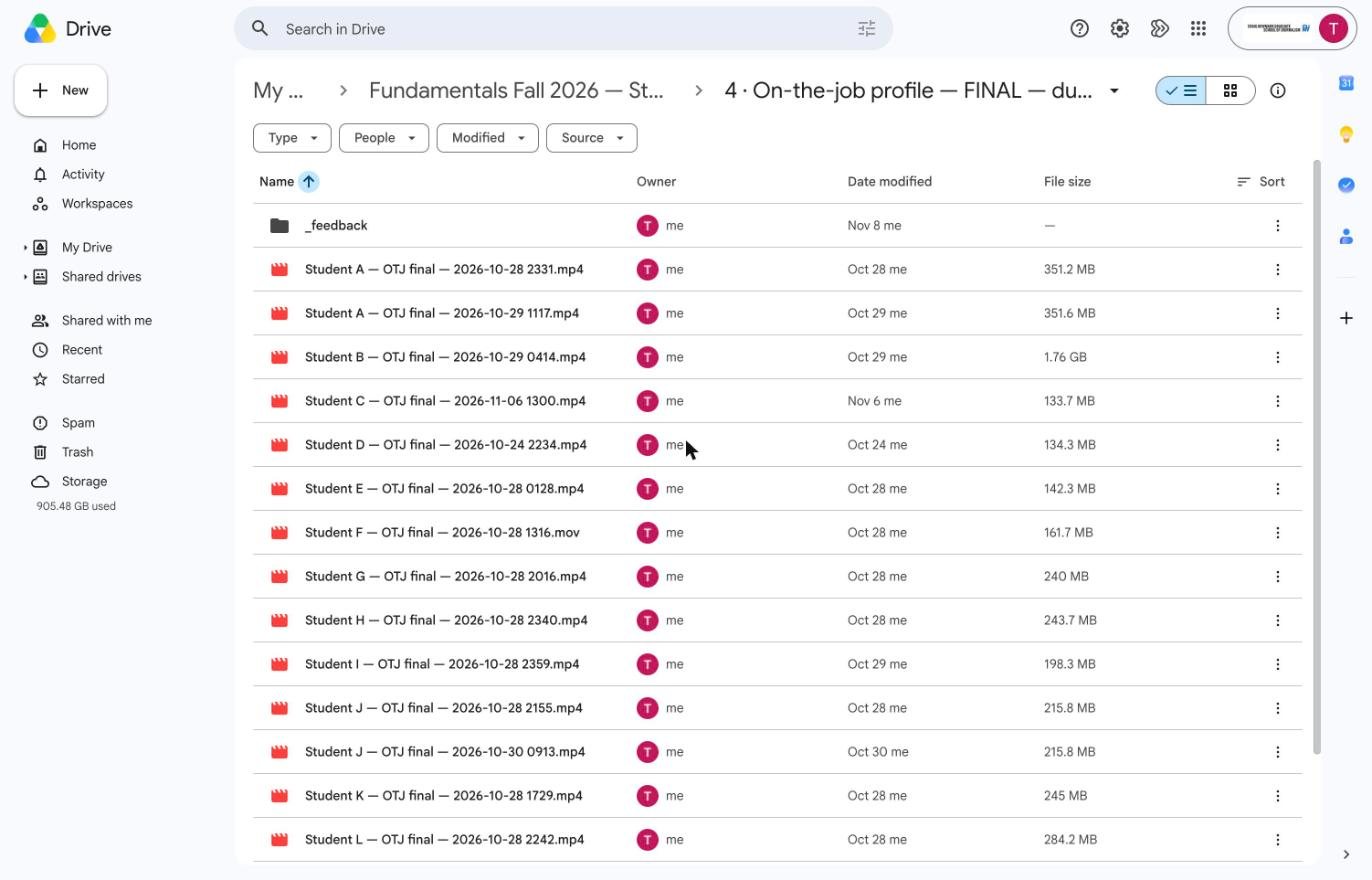 Drive
Search in Drive
T
New
Home
Activity
Workspaces
My Drive
Shared drives
Shared with me
Recent
Starred
Spam
Trash
Storage
905.48 GB used
My ... Fundamentals Fall 2026 — St... 4 · On-the-job profile — FINAL — du...
Type People Modified Source
Name Owner Date modified File size Sort
_feedback T me Nov 8 me —
Student A — OTJ final — 2026-10-28 2331.mp4 T me Oct 28 me 351.2 MB
Student A — OTJ final — 2026-10-29 1117.mp4 T me Oct 29 me 351.6 MB
Student B — OTJ final — 2026-10-29 0414.mp4 T me Oct 29 me 1.76 GB
Student C — OTJ final — 2026-11-06 1300.mp4 T me Nov 6 me 133.7 MB
Student D — OTJ final — 2026-10-24 2234.mp4 T me Oct 24 me 134.3 MB
Student E — OTJ final — 2026-10-28 0128.mp4 T me Oct 28 me 142.3 MB
Student F — OTJ final — 2026-10-28 1316.mov T me Oct 28 me 161.7 MB
Student G — OTJ final — 2026-10-28 2016.mp4 T me Oct 28 me 240 MB
Student H — OTJ final — 2026-10-28 2340.mp4 T me Oct 28 me 243.7 MB
Student I — OTJ final — 2026-10-28 2359.mp4 T me Oct 29 me 198.3 MB
Student J — OTJ final — 2026-10-28 2155.mp4 T me Oct 28 me 215.8 MB
Student J — OTJ final — 2026-10-30 0913.mp4 T me Oct 30 me 215.8 MB
Student K — OTJ final — 2026-10-28 1729.mp4 T me Oct 28 me 245 MB
Student L — OTJ final — 2026-10-28 2242.mp4 T me Oct 28 me 284.2 MB
31